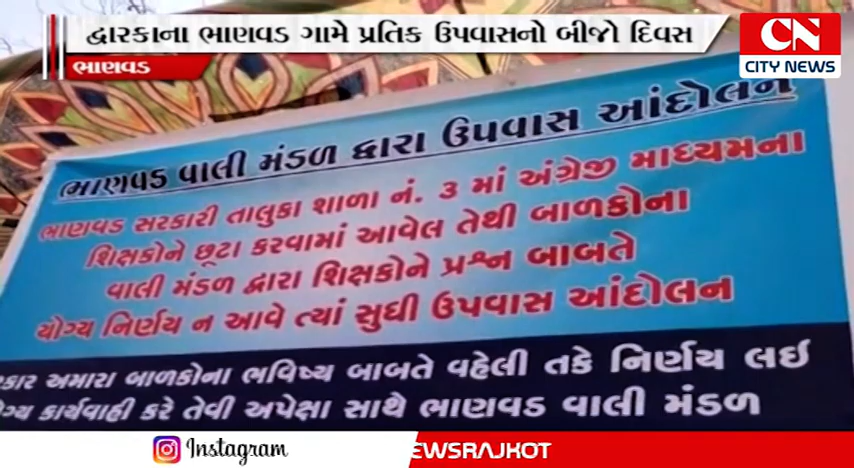 દ્વારકાના ભાણવડ ગામે પ્રતિક ઉપવાસનો બીજો દિવસ
ભાણવડ
CN
CITY NEWS
ભાણવડ વાલી મંડળ દ્વારા ઉપવાસ આંદોલન
ભાણવડ સરકારી તાલુકા શાળા નં. ૩ માં અંગ્રેજી માધ્યમના
શિક્ષકોને છૂટા કરવામાં આવેલ તેથી બાળકોના
વાલી મંડળ દ્વારા શિક્ષકોને પ્રશ્ન બાબતે
યોગ્ય નિર્ણય ન આવે ત્યાં સુધી ઉપવાસ આંદોલન
અમારા બાળકોના ભવિષ્ય બાબતે વહેલી તકે નિર્ણય લઇ
કાર્યવાહી કરે તેવી અપેક્ષા સાથે ભાણવડ વાલી મંડળ
Instagram
EWSRAJKOT